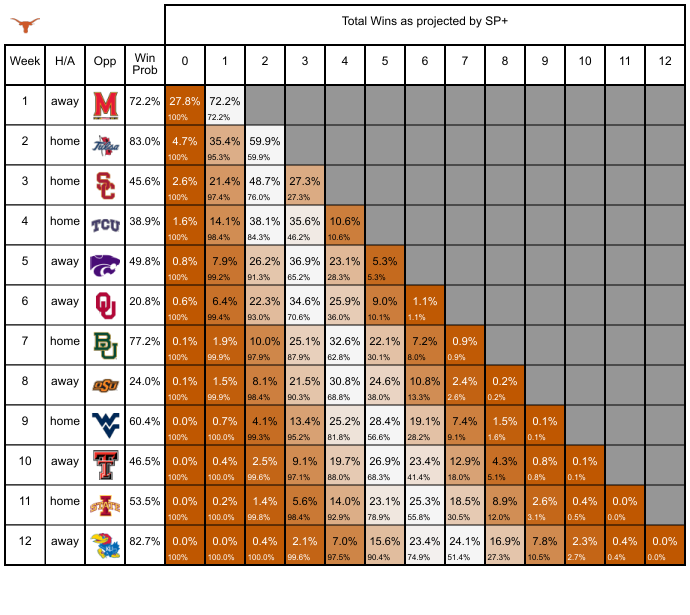 Total Wins as projected by SP+
Week H/A Opp Win Prob 0 1 2 3 4 5 6 7 8 9 10 11 12
1 away M 72.2% 27.8% 72.2%
100% 72.2%
2 home Tulsa 83.0% 4.7% 35.4% 59.9%
100% 95.3% 59.9%
3 home SC 45.6% 2.6% 21.4% 48.7% 27.3%
100% 97.4% 76.0% 27.3%
4 home TCU 38.9% 1.6% 14.1% 38.1% 35.6% 10.6%
100% 98.4% 84.3% 46.2% 10.6%
5 away 49.8% 0.8% 7.9% 26.2% 36.9% 23.1% 5.3%
100% 99.2% 91.3% 65.2% 28.3% 5.3%
6 away OU 20.8% 0.6% 6.4% 22.3% 34.6% 25.9% 9.0% 1.1%
100% 99.4% 93.0% 70.6% 36.0% 10.1% 1.1%
7 home BU 77.2% 0.1% 1.9% 10.0% 25.1% 32.6% 22.1% 7.2% 0.9%
100% 99.9% 97.9% 87.9% 62.8% 30.1% 8.0% 0.9%
8 away OSU 24.0% 0.1% 1.5% 8.1% 21.5% 30.8% 24.6% 10.8% 2.4% 0.2%
100% 99.9% 98.4% 90.3% 68.8% 38.0% 13.3% 2.6% 0.2%
9 home WV 60.4% 0.0% 0.7% 4.1% 13.4% 25.2% 28.4% 19.1% 7.4% 1.5% 0.1%
100% 100.0% 99.3% 95.2% 81.8% 56.6% 28.2% 9.1% 1.6% 0.1%
10 away T 46.5% 0.0% 0.4% 2.5% 9.1% 19.7% 26.9% 23.4% 12.9% 4.3% 0.8% 0.1%
100% 100.0% 99.6% 97.1% 88.0% 68.3% 41.4% 18.0% 5.1% 0.8% 0.1%
11 home I STATE 53.5% 0.0% 0.2% 1.4% 5.6% 14.0% 23.1% 25.3% 18.5% 8.9% 2.6% 0.4% 0.0%
100% 100.0% 99.8% 98.4% 92.9% 78.9% 55.8% 30.5% 12.0% 3.1% 0.5% 0.0%
12 away KU 82.7% 0.0% 0.0% 0.4% 2.1% 7.0% 15.6% 23.4% 24.1% 16.9% 7.8% 2.3% 0.4% 0.0%
100% 100.0% 100.0% 99.6% 97.5% 90.4% 74.9% 51.4% 27.3% 10.5% 2.7% 0.4% 0.0%